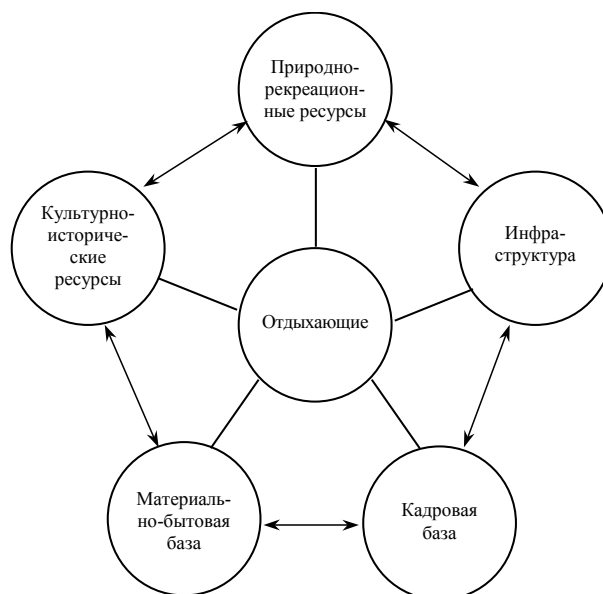 Природно-
рекреацион-
ные ресурсы
Культурно-
историче-
ские
ресурсы
Инфра-
структура
Отдыхающие
Материаль-
но-бытовая
база
Кадровая
база